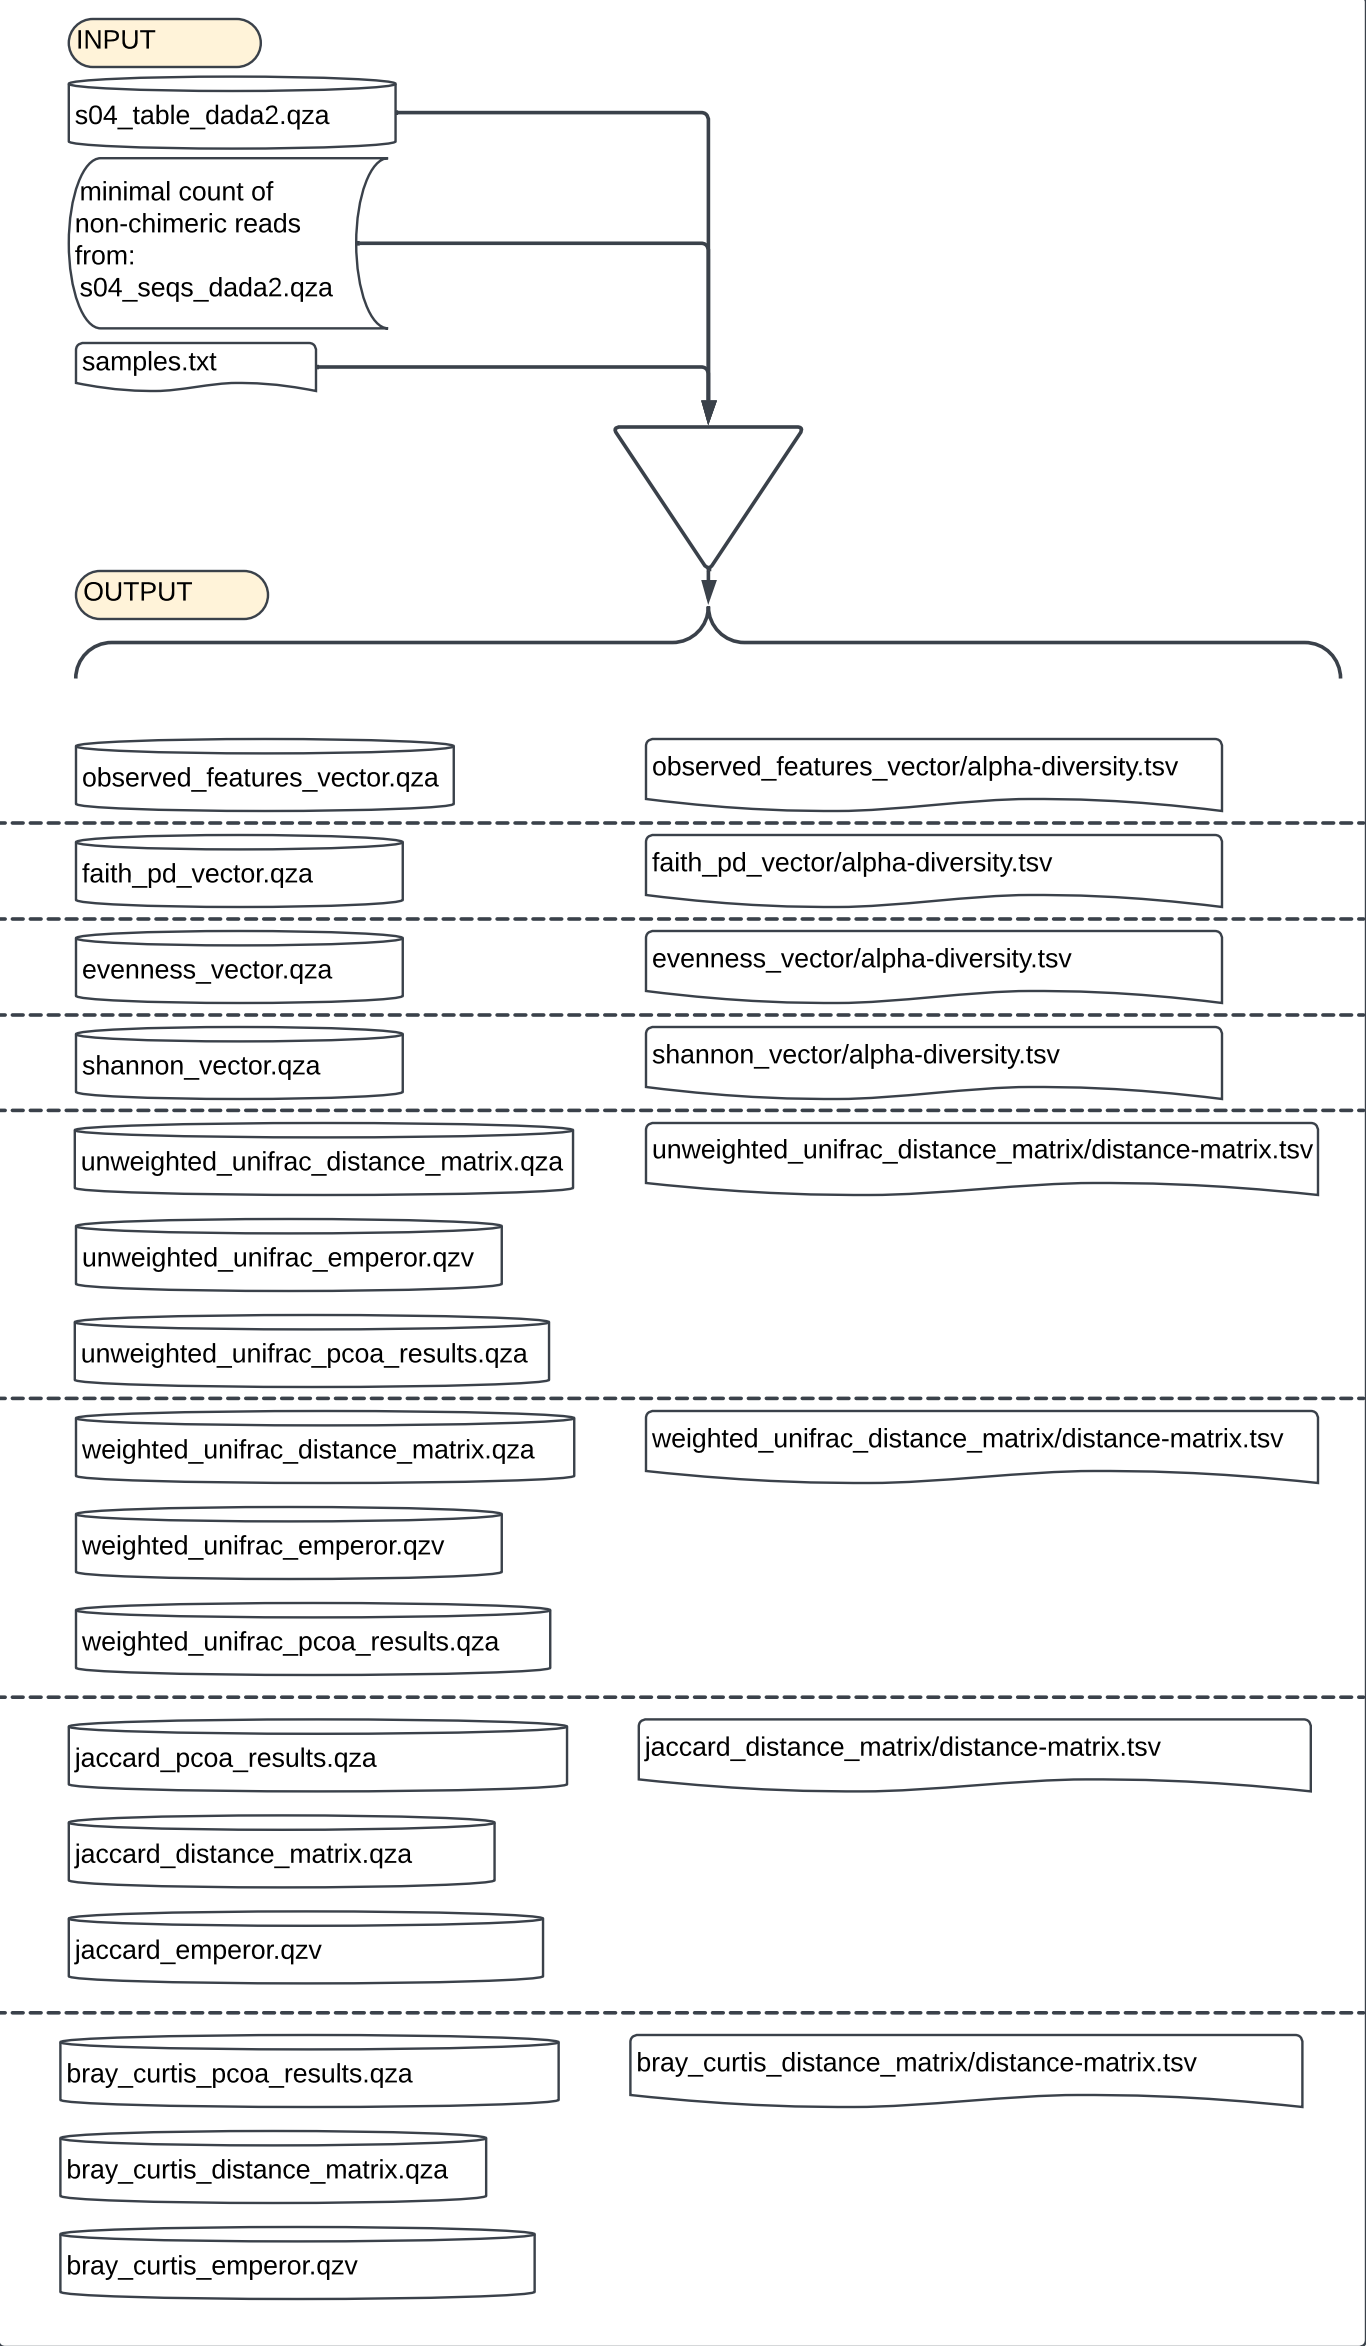 INPUT
s04_table_dada2.qza
minimal count of
non-chimeric reads
from:
s04_seqs_dada2.qza
samples.txt
OUTPUT
observed_features_vector.qza
observed_features_vector/alpha-diversity.tsv
faith_pd_vector.qza
faith_pd_vector/alpha-diversity.tsv
evenness_vector.qza
evenness_vector/alpha-diversity.tsv
shannon_vector.qza
shannon_vector/alpha-diversity.tsv
unweighted_unifrac_distance_matrix.qza
unweighted_unifrac_distance_matrix/distance-matrix.tsv
unweighted_unifrac_emperor.qzv
unweighted_unifrac_pcoa_results.qza
weighted_unifrac_distance_matrix.qza
weighted_unifrac_distance_matrix/distance-matrix.tsv
weighted_unifrac_emperor.qzv
weighted_unifrac_pcoa_results.qza
jaccard_pcoa_results.qza
jaccard_distance_matrix/distance-matrix.tsv
jaccard_distance_matrix.qza
jaccard_emperor.qzv
bray_curtis_pcoa_results.qza
bray_curtis_distance_matrix/distance-matrix.tsv
bray_curtis_distance_matrix.qza
bray_curtis_emperor.qzv